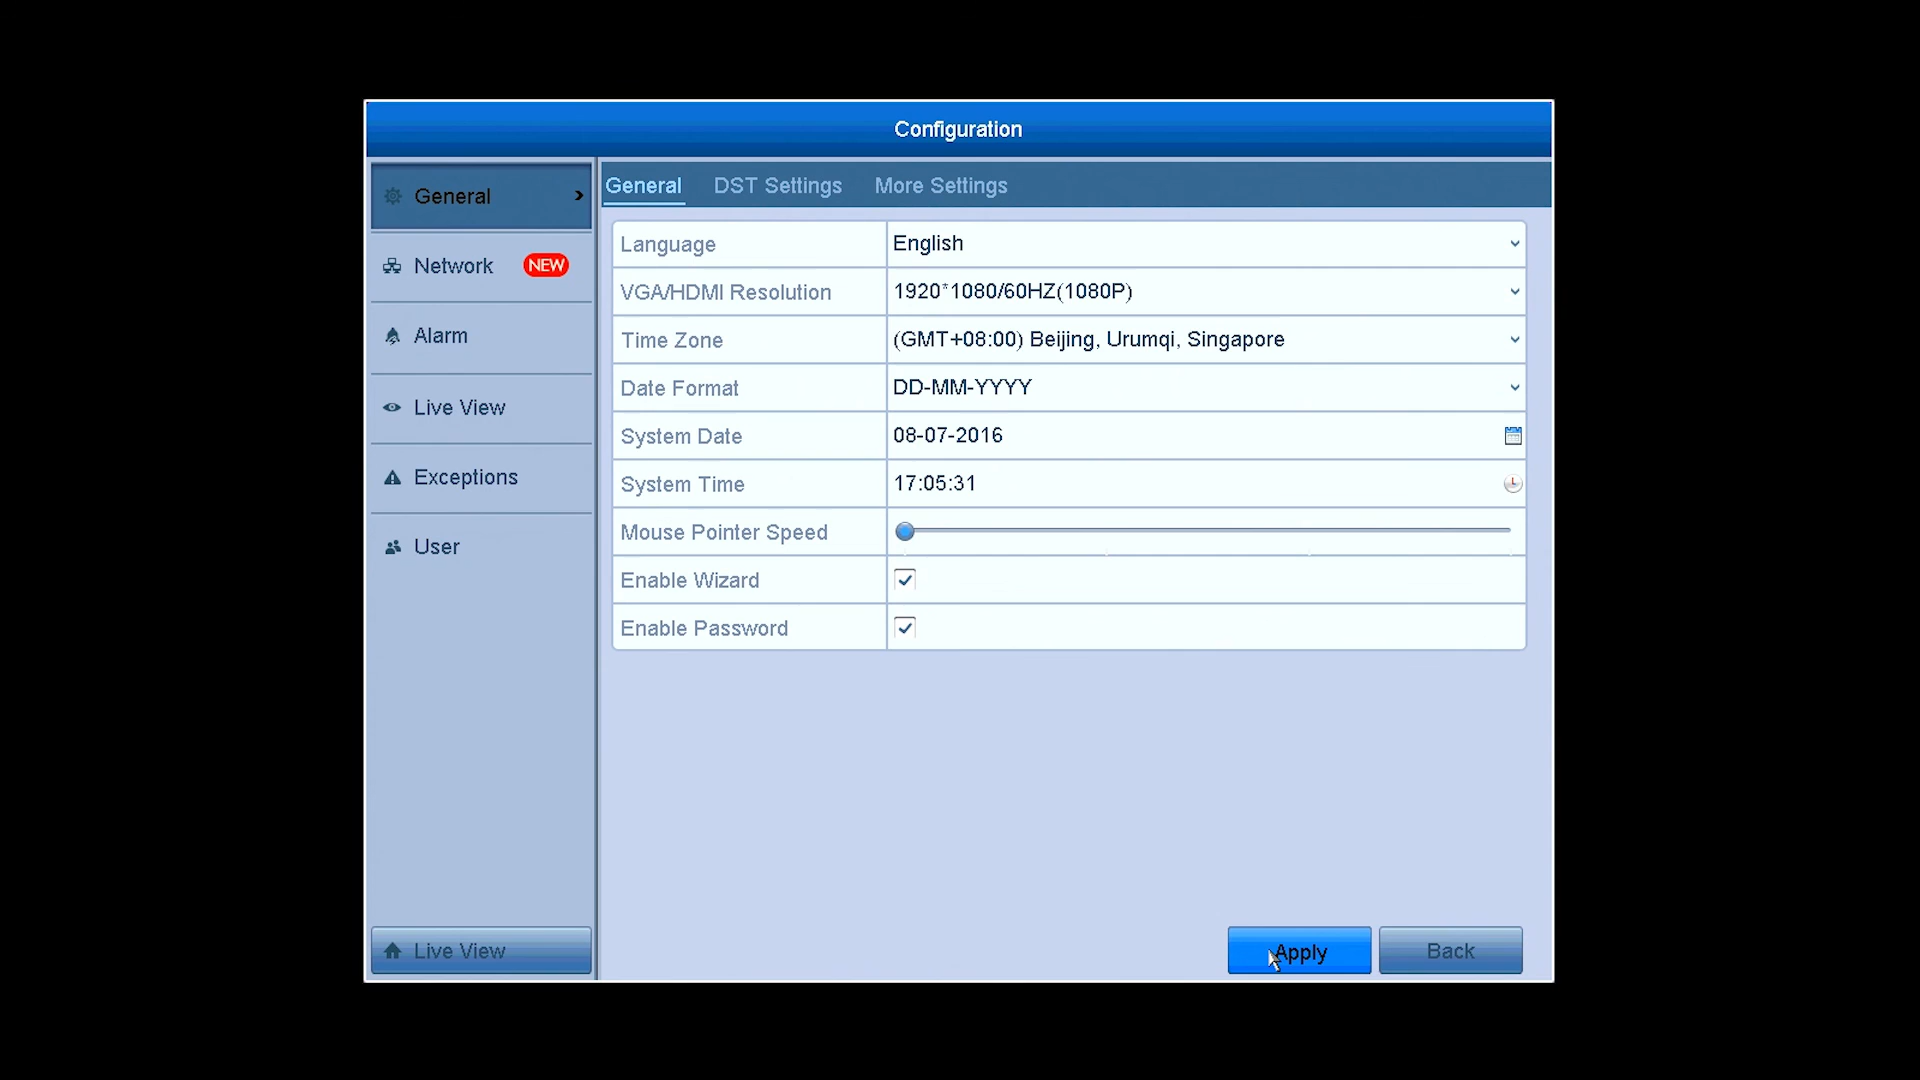 Configuration
General
Network NEW
Alarm
Live View
Exceptions
User
Live View
General DST Settings More Settings
Language English
VGA/HDMI Resolution 1920*1080/60HZ(1080P)
Time Zone (GMT+08:00) Beijing, Urumqi, Singapore
Date Format DD-MM-YYYY
System Date 08-07-2016
System Time 17:05:31
Mouse Pointer Speed
Enable Wizard
Enable Password
Apply Back